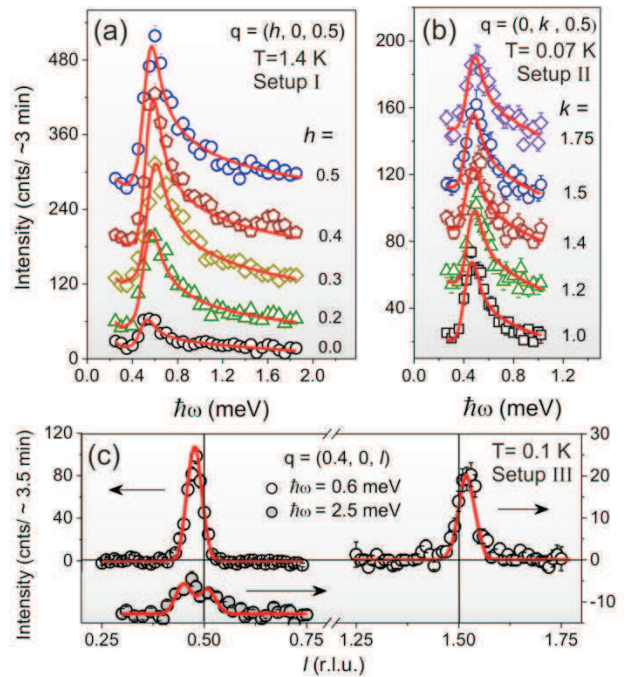 (a)
q = (h, 0, 0.5)
T=1.4 K
Setup I
h =
0.5
0.4
0.3
0.2
0.0
480
360
240
120
0
0.0 0.4 0.8 1.2 1.6 2.0
ħω (meV)
Intensity (cnts/ ~3 min)
(b)
q = (0, k , 0.5)
T= 0.07 K
Setup II
k =
1.75
1.5
1.4
1.2
1.0
200
160
120
80
40
0.0 0.4 0.8 1.2
ħω (meV)
(c)
q = (0.4, 0, l)
ħω = 0.6 meV
ħω = 2.5 meV
T= 0.1 K
Setup III
120
80
40
0
30
20
10
0
-10
0.25 0.50 0.75 1.25 1.50 1.75
l (r.l.u.)
Intensity (cnts/ ~ 3.5 min)